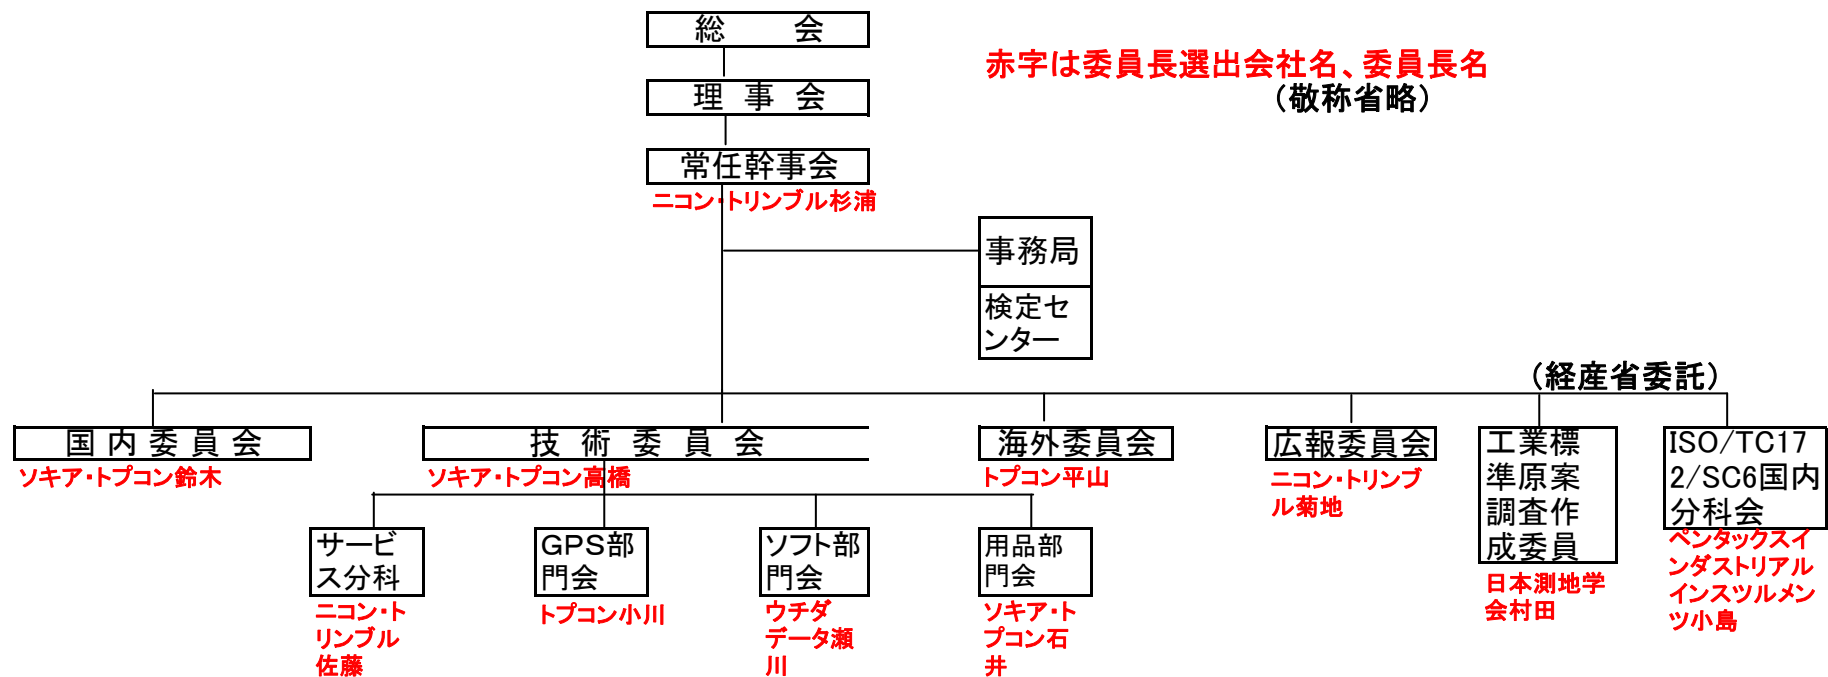 総　会
赤字は委員長選出会社名、委員長名
（敬称省略）
理 事 会
常任幹事会
ニコン・トリンブル杉浦
事務局
検定セ
ンター
（経産省委託）
国 内 委 員 会
ソキア・トプコン鈴木
技 術 委 員 会
ソキア・トプコン高橋
海外委員会
トプコン平山
広報委員会
ニコン・トリンブ
ル菊地
工業標
準原案
調査作
成委員
日本測地学
会村田
ISO/TC17
2/SC6国内
分科会
ペンタックスイ
ンダストリアル
インスツルメン
ツ小島
サービ
ス分科
ニコン・ト
リンブル
佐藤
GPS部
門会
トプコン小川
ソフト部
門会
ウチダ
データ瀬
川
用品部
門会
ソキア・ト
プコン石
井